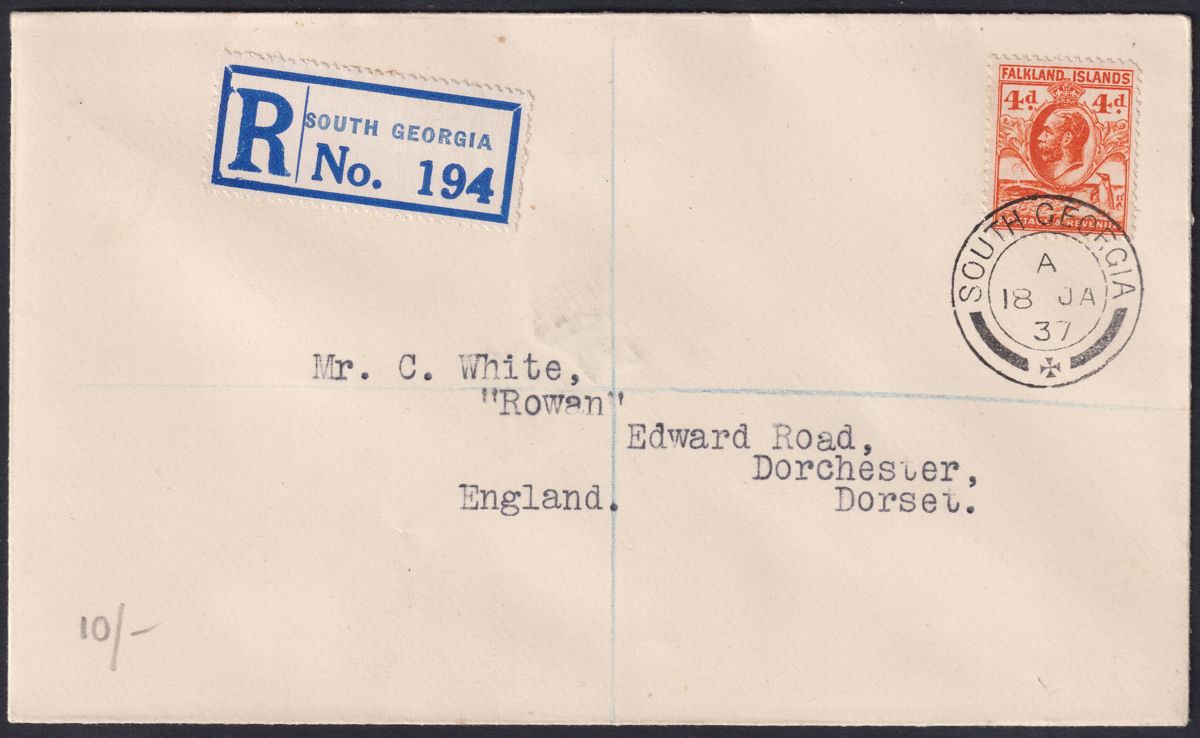 R
SOUTH GEORGIA
No. 194
FALKLAND ISLANDS
4d. 4d.
REVENUE
SOUTH GEORGIA
A
18 JA
37
Mr. C. White,
"Rowan"
Edward Road,
Dorchester,
England. Dorset.
10/-